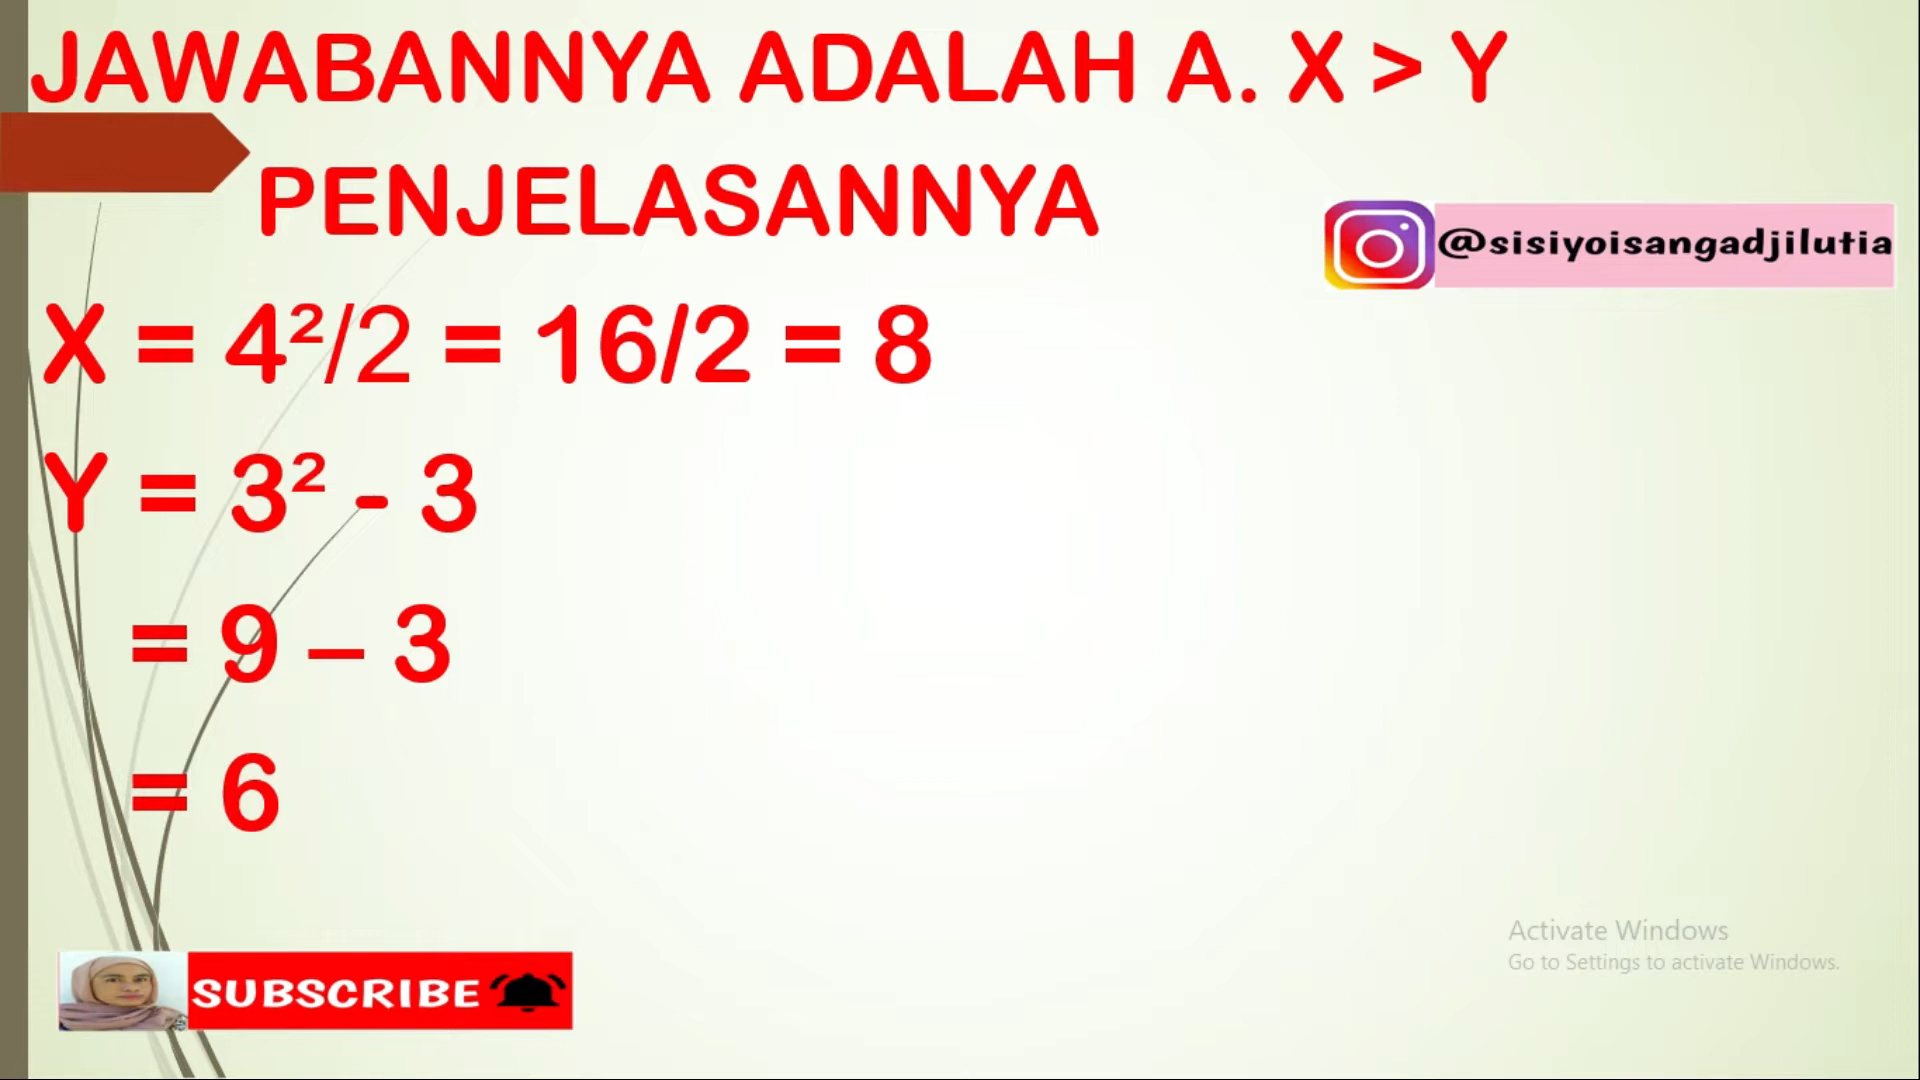 JAWABANNYA ADALAH A. X > Y
PENJELASANNYA
@sisiyoisangadjilutia
X = 4²/2 = 16/2 = 8
Y = 3² - 3
= 9 – 3
= 6
Activate Windows
Go to Settings to activate Windows.
SUBSCRIBE